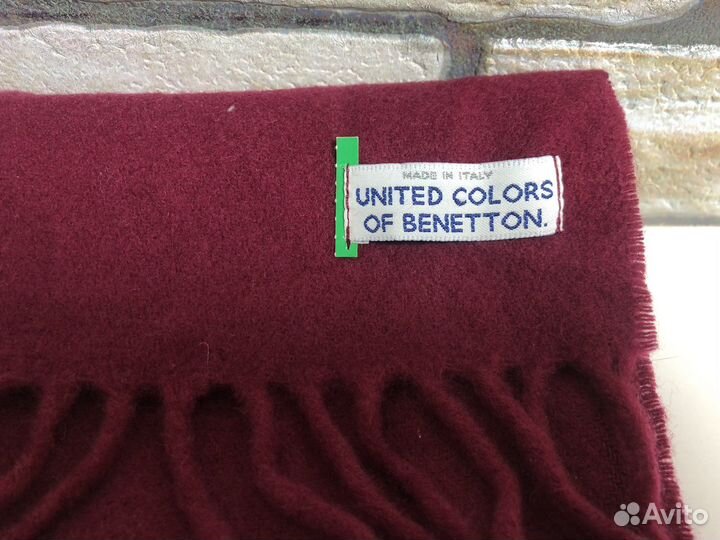 MADE IN ITALY
UNITED COLORS
OF BENETTON.
Avito